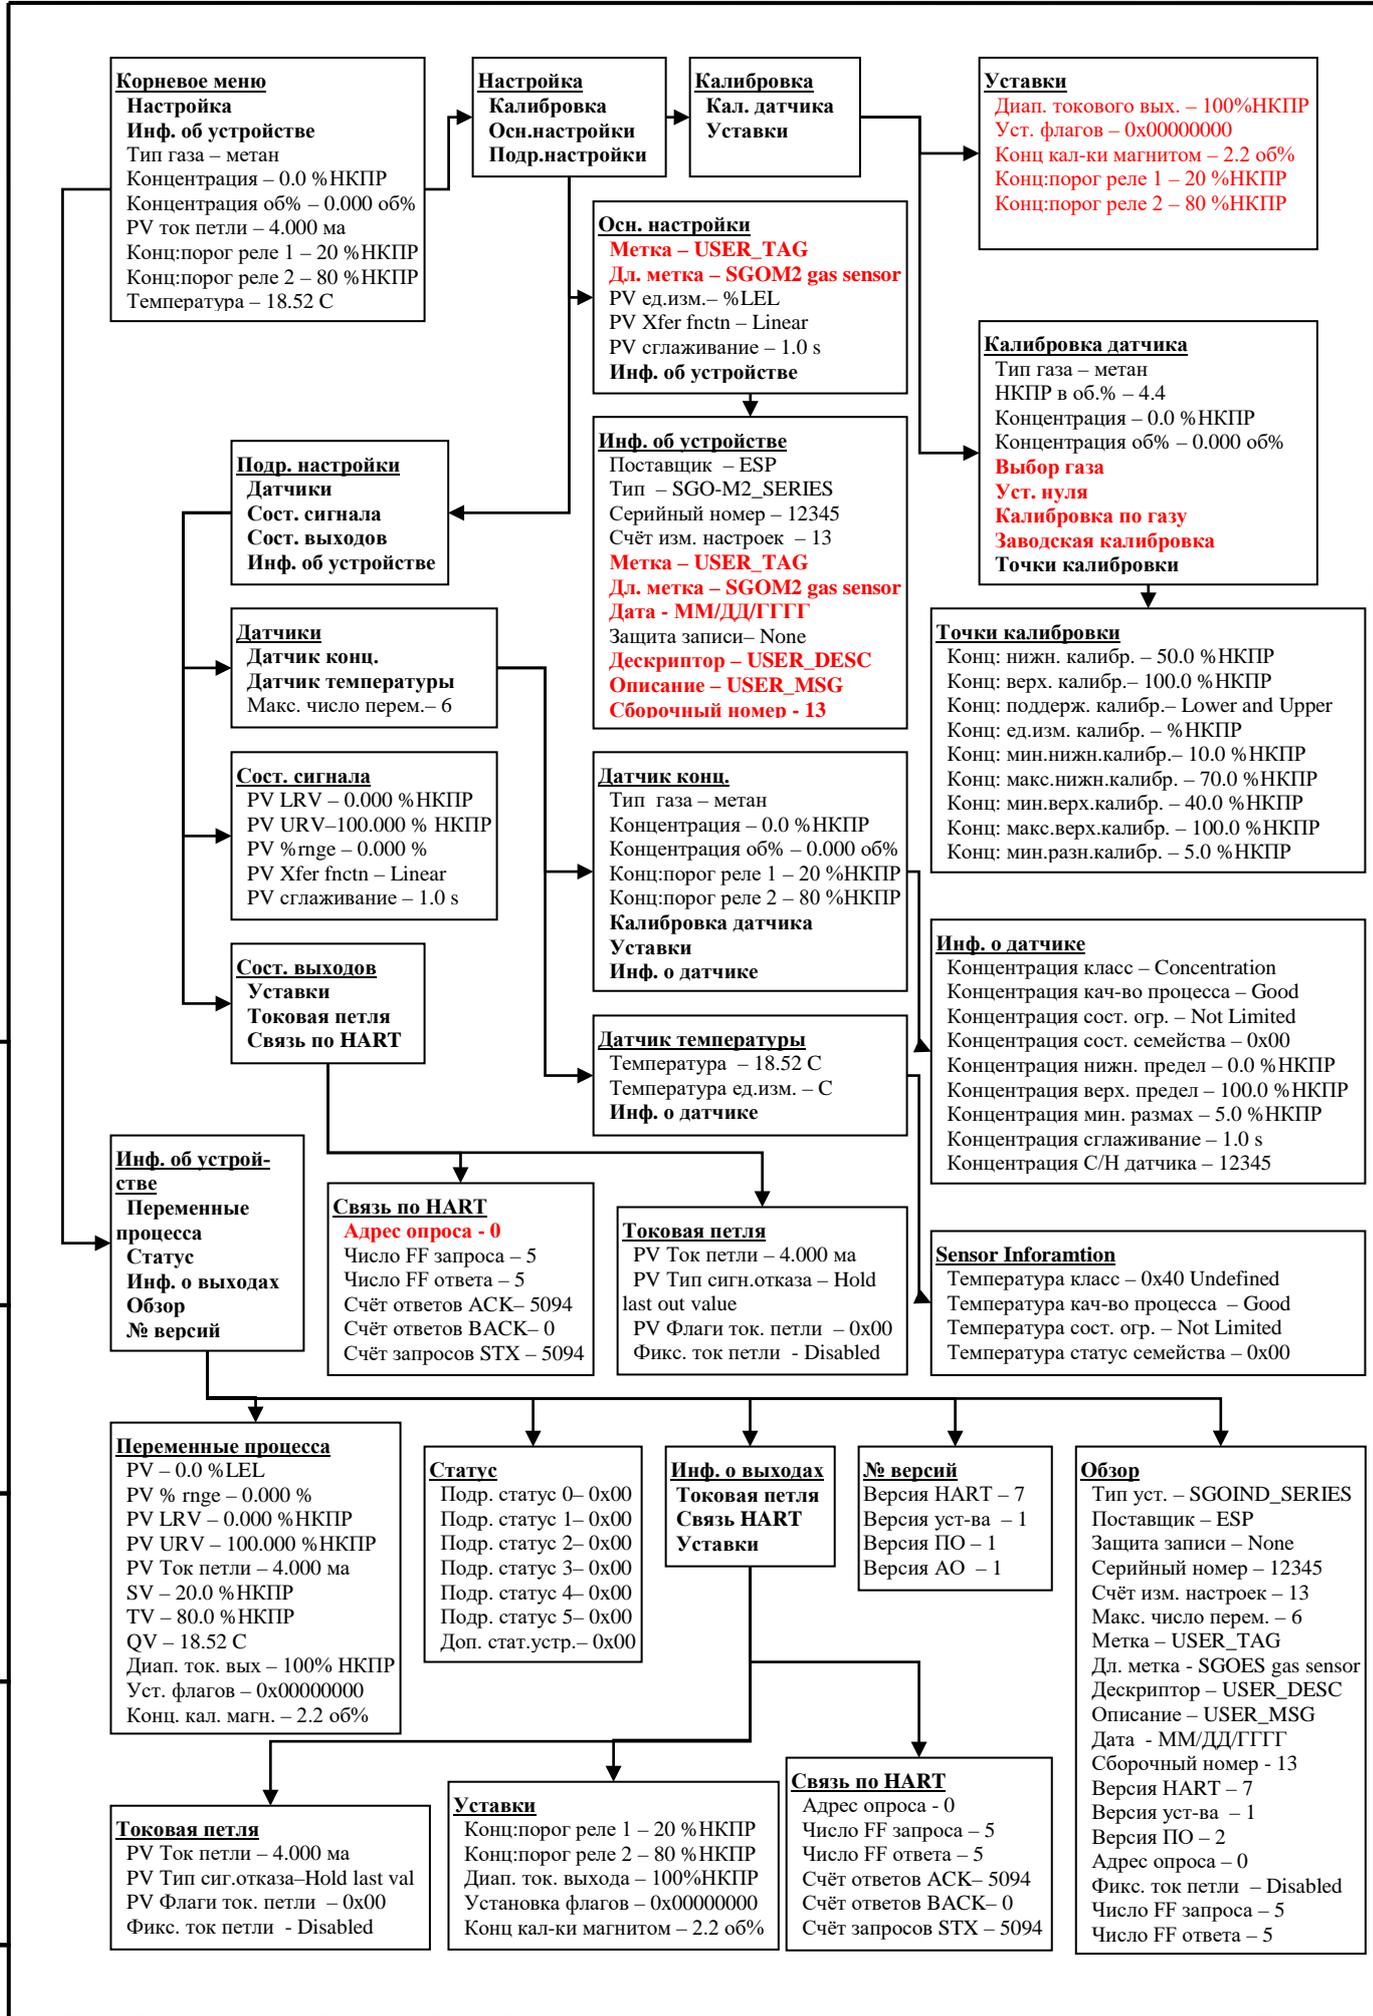 Корневое меню
Настройка
Инф. об устройстве
Тип газа – метан
Концентрация – 0.0 %НКПР
Концентрация об% – 0.000 об%
PV ток петли – 4.000 ма
Конц:порог реле 1 – 20 %НКПР
Конц:порог реле 2 – 80 %НКПР
Температура – 18.52 С
Настройка
Калибровка
Осн.настройки
Подр.настройки
Калибровка
Кал. датчика
Уставки
Уставки
Диап. токового вых. – 100%НКПР
Уст. флагов – 0x00000000
Конц кал-ки магнитом – 2.2 об%
Конц:порог реле 1 – 20 %НКПР
Конц:порог реле 2 – 80 %НКПР
Осн. настройки
Метка – USER_TAG
Дл. метка – SGOM2 gas sensor
PV ед.изм.– %LEL
PV Xfer fnctn – Linear
PV сглаживание – 1.0 s
Инф. об устройстве
Калибровка датчика
Тип газа – метан
НКПР в об.% – 4.4
Концентрация – 0.0 %НКПР
Концентрация об% – 0.000 об%
Выбор газа
Уст. нуля
Калибровка по газу
Заводская калибровка
Точки калибровки
Инф. об устройстве
Поставщик – ESP
Тип – SGO-M2_SERIES
Серийный номер – 12345
Счёт изм. настроек – 13
Метка – USER_TAG
Дл. метка – SGOM2 gas sensor
Дата - ММ/ДД/ГГГГ
Защита записи– None
Дескриптор – USER_DESC
Описание – USER_MSG
Сборочный номер - 13
Подр. настройки
Датчики
Сост. сигнала
Сост. выходов
Инф. об устройстве
Датчики
Датчик конц.
Датчик температуры
Макс. число перем.– 6
Точки калибровки
Конц: нижн. калибр. – 50.0 %НКПР
Конц: верх. калибр.– 100.0 %НКПР
Конц: поддерж. калибр.– Lower and Upper
Конц: ед.изм. калибр. – %НКПР
Конц: мин.нижн.калибр.– 10.0 %НКПР
Конц: макс.нижн.калибр. – 70.0 %НКПР
Конц: мин.верх.калибр. – 40.0 %НКПР
Конц: макс.верх.калибр. – 100.0 %НКПР
Конц: мин.разн.калибр. – 5.0 %НКПР
Сост. сигнала
PV LRV – 0.000 %НКПР
PV URV–100.000 % НКПР
PV %rnge – 0.000 %
PV Xfer fnctn – Linear
PV сглаживание – 1.0 s
Датчик конц.
Тип газа – метан
Концентрация – 0.0 %НКПР
Концентрация об% – 0.000 об%
Конц:порог реле 1 – 20 %НКПР
Конц:порог реле 2 – 80 %НКПР
Калибровка датчика
Уставки
Инф. о датчике
Инф. о датчике
Концентрация класс – Concentration
Концентрация кач-во процесса – Good
Концентрация сост. огр. – Not Limited
Концентрация сост. семейства – 0x00
Концентрация нижн. предел – 0.0 %НКПР
Концентрация верх. предел – 100.0 %НКПР
Концентрация мин. размах – 5.0 %НКПР
Концентрация сглаживание – 1.0 s
Концентрация С/Н датчика – 12345
Сост. выходов
Уставки
Токовая петля
Связь по HART
Датчик температуры
Температура – 18.52 С
Температура ед.изм. – С
Инф. о датчике
Инф. об устрой-
стве
Переменные
процесса
Статус
Инф. о выходах
Обзор
№ версий
Связь по HART
Адрес опроса - 0
Число FF запроса – 5
Число FF ответа – 5
Счёт ответов ACK– 5094
Счёт ответов BACK– 0
Счёт запросов STX – 5094
Токовая петля
PV Ток петли – 4.000 ма
PV Тип сигн.отказа – Hold
last out value
PV Флаги ток. петли – 0x00
Фикс. ток петли - Disabled
Sensor Inforamtion
Температура класс – 0x40 Undefined
Температура кач-во процесса – Good
Температура сост. огр. – Not Limited
Температура статус семейства – 0x00
Переменные процесса
PV – 0.0 %LEL
PV % rnge – 0.000 %
PV LRV – 0.000 %НКПР
PV URV – 100.000 %НКПР
PV Ток петли – 4.000 ма
SV – 20.0 %НКПР
TV – 80.0 %НКПР
QV – 18.52 C
Диап. ток. вых – 100% НКПР
Уст. флагов – 0x00000000
Конц. кал. магн. – 2.2 об%
Статус
Подр. статус 0– 0x00
Подр. статус 1– 0x00
Подр. статус 2– 0x00
Подр. статус 3– 0x00
Подр. статус 4– 0x00
Подр. статус 5– 0x00
Доп. стат.устр.– 0x00
Инф. о выходах
Токовая петля
Связь HART
Уставки
№ версий
Версия HART – 7
Версия уст-ва – 1
Версия ПО – 1
Версия АО – 1
Обзор
Тип уст. – SGOIND_SERIES
Поставщик – ESP
Защита записи – None
Серийный номер – 12345
Счёт изм. настроек – 13
Макс. число перем. – 6
Метка – USER_TAG
Дл. метка - SGOES gas sensor
Дескриптор – USER_DESC
Описание – USER_MSG
Дата - ММ/ДД/ГГГГ
Сборочный номер - 13
Версия HART – 7
Версия уст-ва – 1
Версия ПО – 2
Адрес опроса – 0
Фикс. ток петли – Disabled
Число FF запроса – 5
Число FF ответа – 5
Токовая петля
PV Ток петли – 4.000 ма
PV Тип сиг.отказа–Hold last val
PV Флаги ток. петли – 0x00
Фикс. ток петли - Disabled
Уставки
Конц:порог реле 1 – 20 %НКПР
Конц:порог реле 2 – 80 %НКПР
Диап. ток. выхода – 100%НКПР
Установка флагов – 0x00000000
Конц кал-ки магнитом – 2.2 об%
Связь по HART
Адрес опроса - 0
Число FF запроса – 5
Число FF ответа – 5
Счёт ответов ACK– 5094
Счёт ответов BACK– 0
Счёт запросов STX – 5094